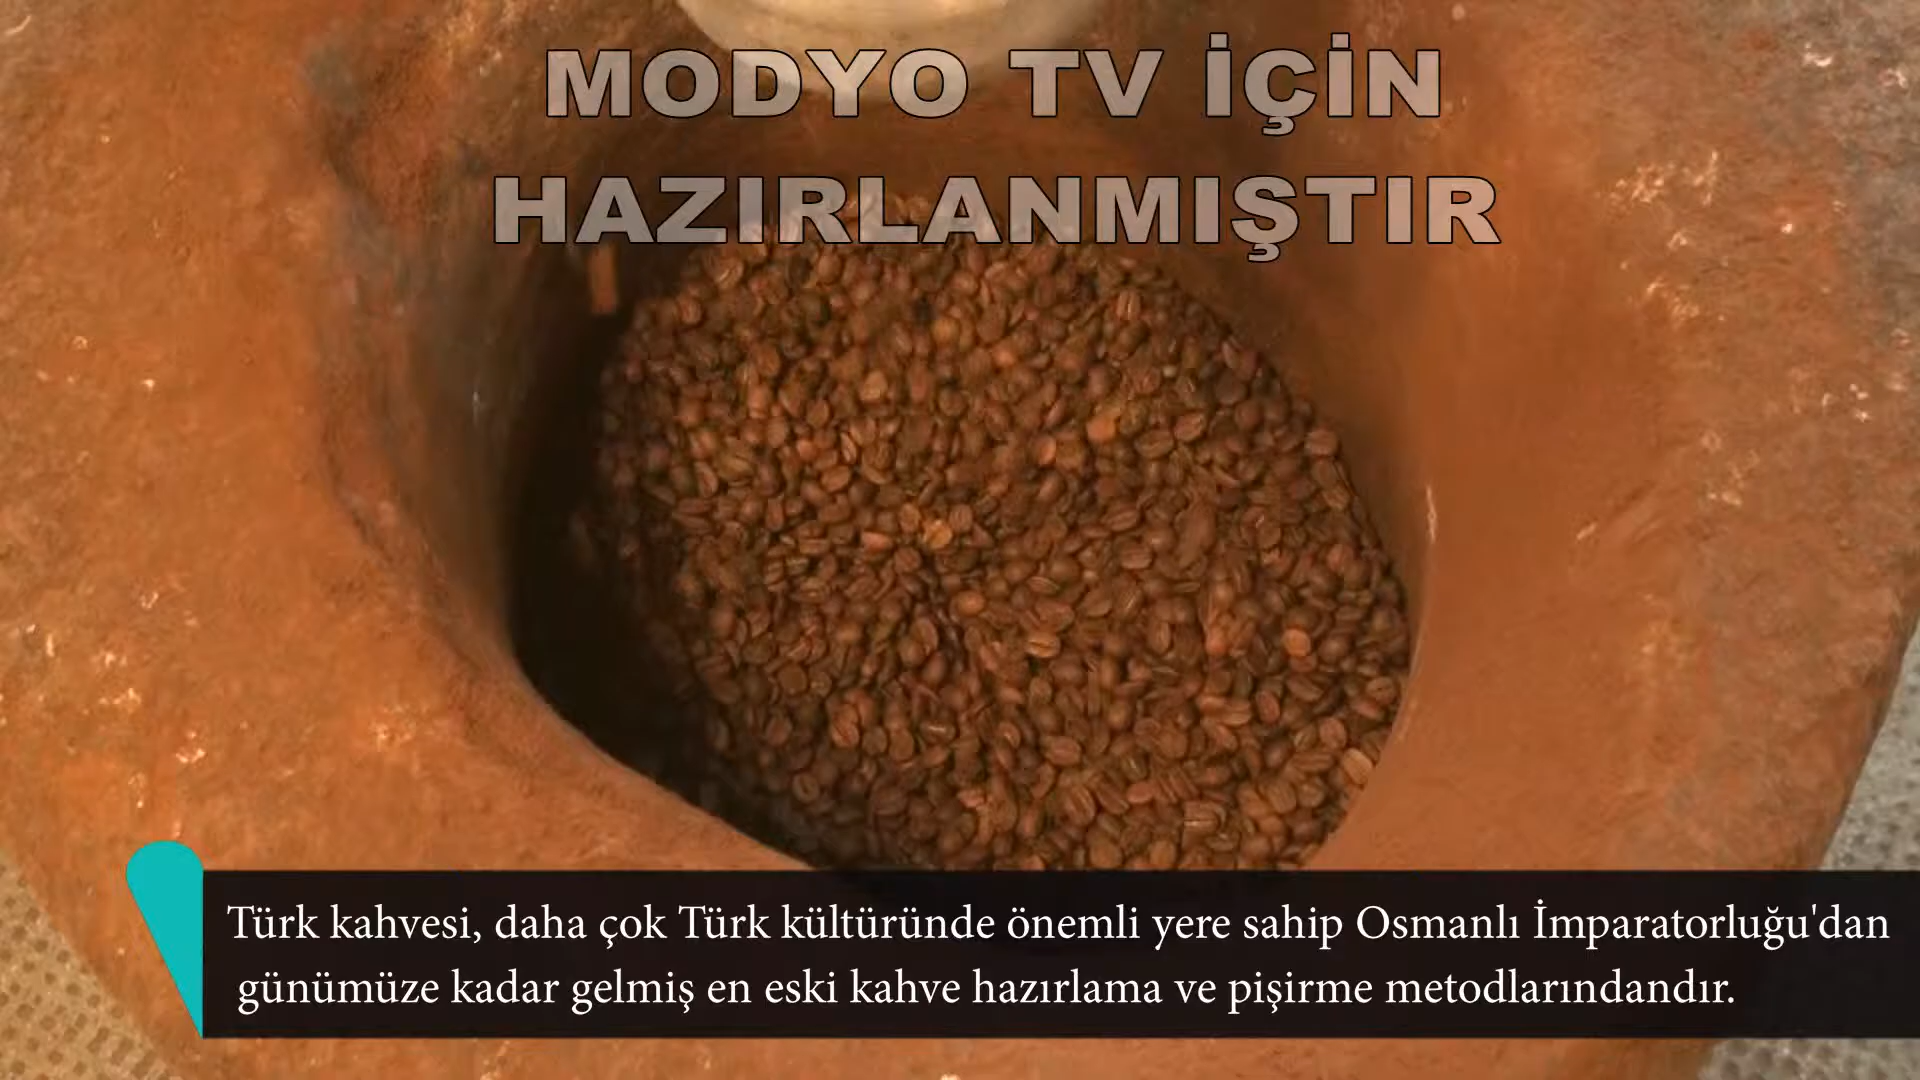 MODYO TV İÇİN
HAZIRLANMIŞTIR
Türk kahvesi, daha çok Türk kültüründe önemli yere sahip Osmanlı İmparatorluğu'dan
günümüze kadar gelmiş en eski kahve hazırlama ve pişirme metodlarındandır.